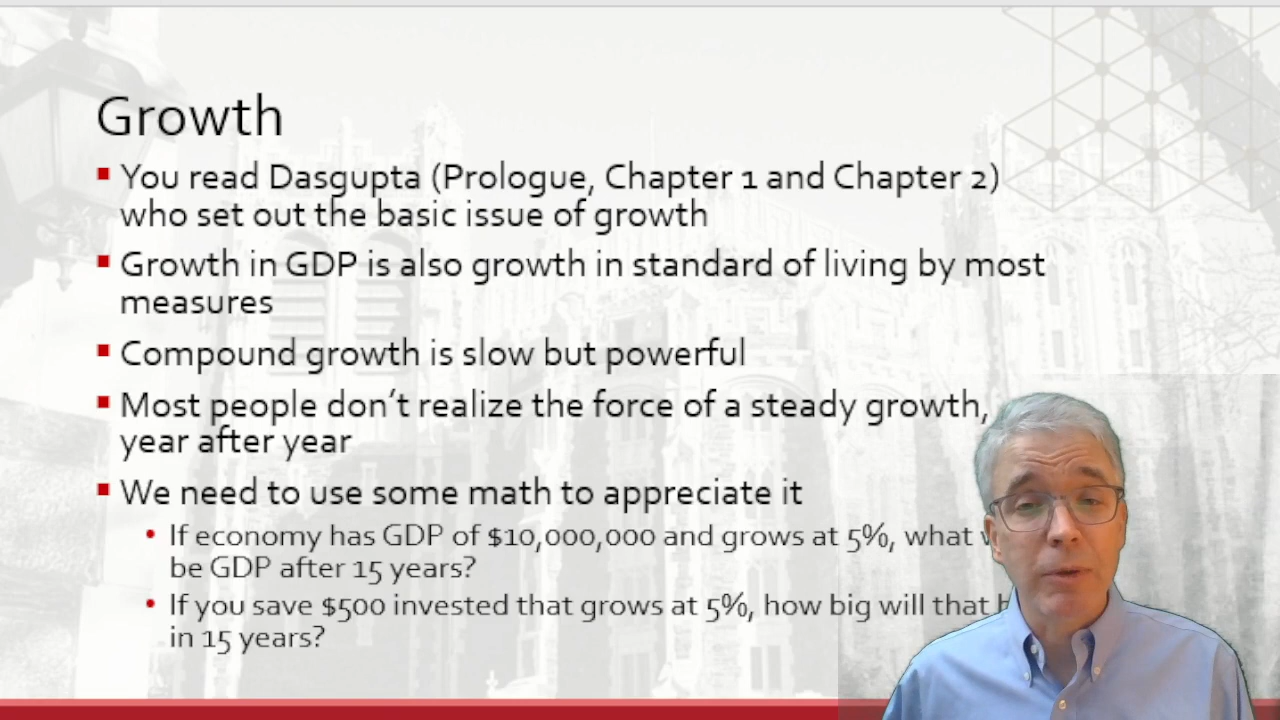 Growth
You read Dasgupta (Prologue, Chapter 1 and Chapter 2)
who set out the basic issue of growth
Growth in GDP is also growth in standard of living by most
measures
Compound growth is slow but powerful
Most people don't realize the force of a steady growth,
year after year
We need to use some math to appreciate it
If economy has GDP of $10,000,000 and grows at 5%, what
be GDP after 15 years?
If you save $500 invested that grows at 5%, how big will that
in 15 years?